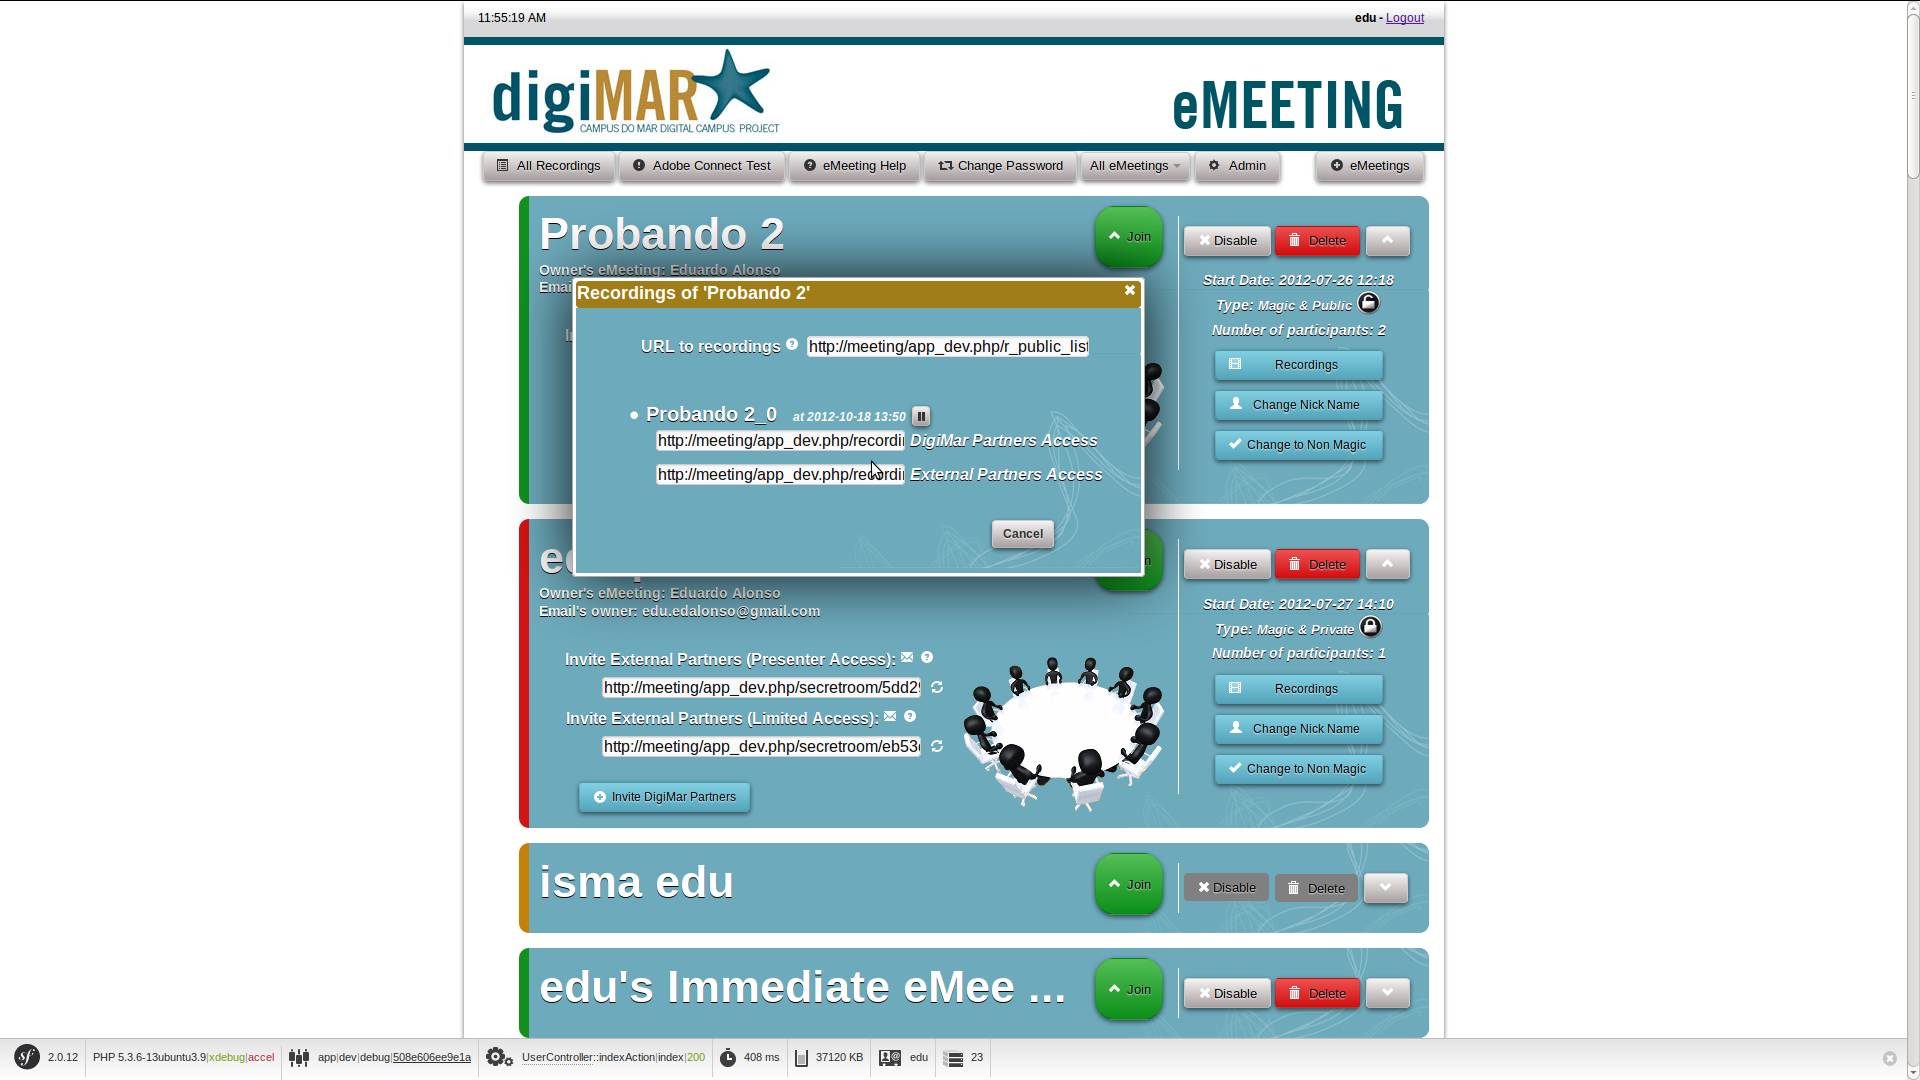 11:55:19 AM
edu - Logout
digiMAR
CAMPUS DO MAR DIGITAL CAMPUS PROJECT
eMEETING
All Recordings
Adobe Connect Test
eMeeting Help
Change Password
All eMeetings
Admin
eMeetings
Probando 2
Join
Disable
Delete
Owner's eMeeting: Eduardo Alonso
Emai
Start Date: 2012-07-26 12:18
Type: Magic & Public
Number of participants: 2
Recordings
Change Nick Name
Change to Non Magic
Recordings of 'Probando 2'
URL to recordings
http://meeting/app_dev.php/r_public_list
Probando 2_0 at 2012-10-18 13:50
http://meeting/app_dev.php/recordi DigiMar Partners Access
http://meeting/app_dev.php/recordi External Partners Access
Cancel
Disable
Delete
Owner's eMeeting: Eduardo Alonso
Email's owner: edu.edalonso@gmail.com
Start Date: 2012-07-27 14:10
Type: Magic & Private
Number of participants: 1
Recordings
Change Nick Name
Change to Non Magic
Invite External Partners (Presenter Access):
http://meeting/app_dev.php/secretroom/5dd29
Invite External Partners (Limited Access):
http://meeting/app_dev.php/secretroom/eb53
Invite DigiMar Partners
isma edu
Join
Disable
Delete
edu's Immediate eMee ...
Join
Disable
Delete
sf 2.0.12 PHP 5.3.6-13ubuntu3.9|xdebug|accel app|dev|debug|508e606ee9e1a UserController::indexAction|index|200 408 ms 37120 KB edu 23